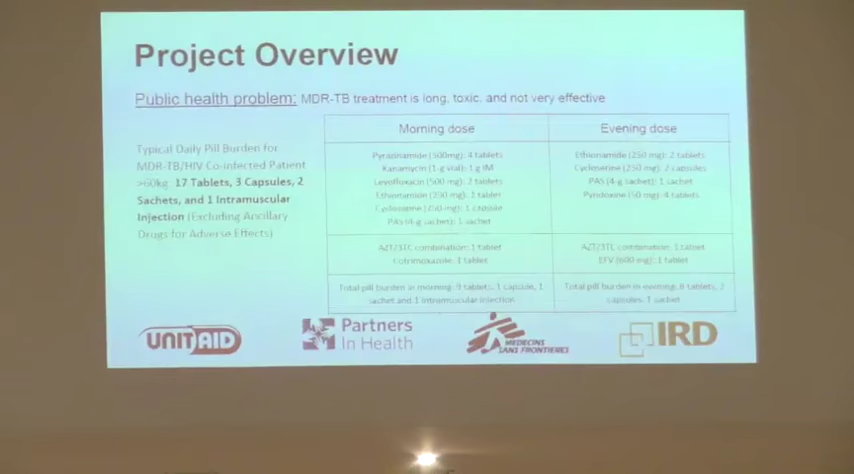 Project Overview
Public health problem: MDR-TB treatment is long, toxic, and not very effective
Typical Daily Pill Burden for
MDR-TB/HIV Co-infected Patient
>60kg: 17 Tablets, 3 Capsules, 2
Sachets, and 1 Intramuscular
Injection (Excluding Ancillary
Drugs for Adverse Effects)
Morning dose
Pyrazinamide (500mg): 4 tablets
Kanamycin (1-g vial): 1 g IM
Levofloxacin (500 mg): 2 tablets
Ethionamide (250 mg): 1 tablet
Cycloserine (250 mg): 1 capsule
PAS (4-g sachet): 1 sachet
AZT/3TC combination: 1 tablet
Cotrimoxazole: 1 tablet
Total pill burden in morning: 9 tablets, 1 capsule, 1
sachet and 1 intramuscular injection
Evening dose
Ethionamide (250 mg): 2 tablets
Cycloserine (250 mg): 2 capsules
PAS (4-g sachet): 1 sachet
Pyridoxine (50 mg): 4 tablets
AZT/3TC combination: 1 tablet
EFV (600 mg): 1 tablet
Total pill burden in evening: 8 tablets, 2
capsules, 1 sachet
UNITAID
Partners
In Health
MEDECINS
SANS FRONTIERES
IRD